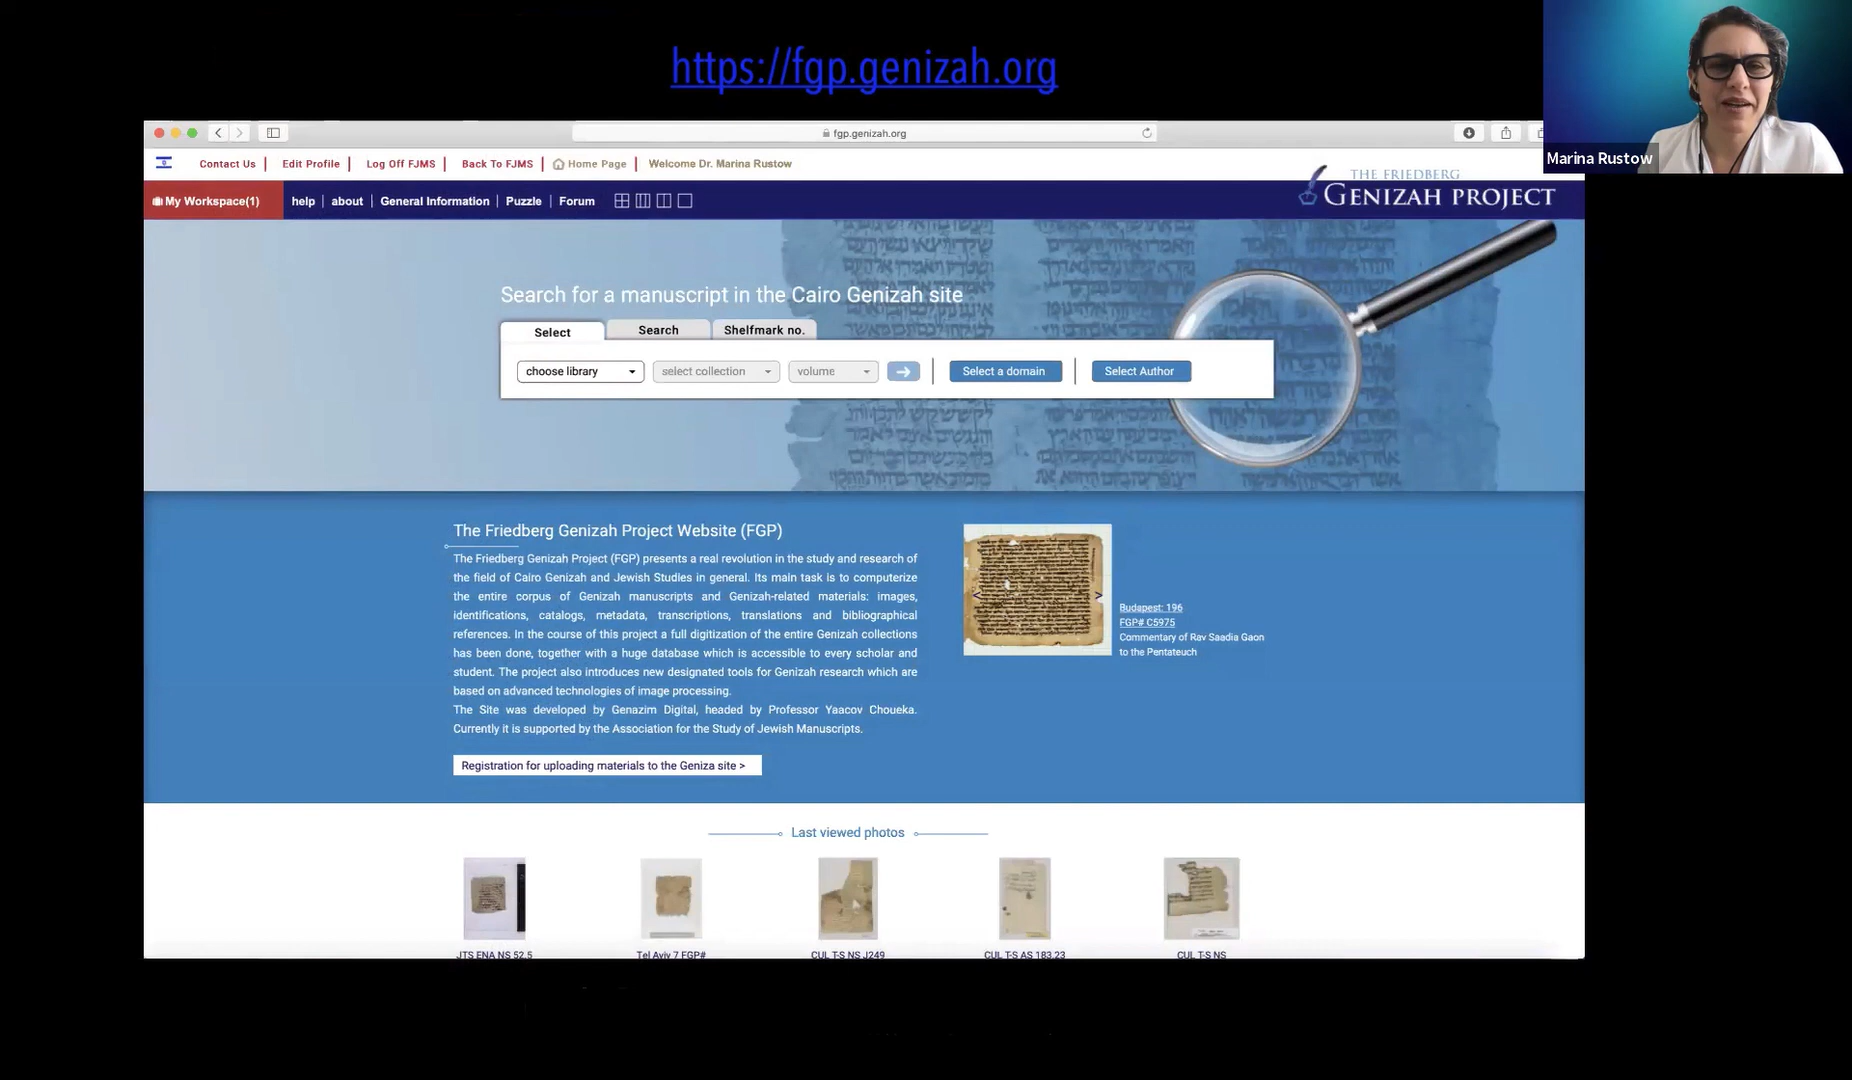 https://fgp.genizah.org
Marina Rustow
fgp.genizah.org
Contact Us | Edit Profile | Log Off FJMS | Back To FJMS | Home Page | Welcome Dr. Marina Rustow
THE FRIEDBERG
GENIZAH PROJECT
My Workspace(1) help | about | General Information | Puzzle | Forum
Search for a manuscript in the Cairo Genizah site
Select Search Shelfmark no.
choose library select collection volume Select a domain Select Author
The Friedberg Genizah Project Website (FGP)
The Friedberg Genizah Project (FGP) presents a real revolution in the study and research of
the field of Cairo Genizah and Jewish Studies in general. Its main task is to computerize
the entire corpus of Genizah manuscripts and Genizah-related materials: images,
identifications, catalogs, metadata, transcriptions, translations and bibliographical
references. In the course of this project a full digitization of the entire Genizah collections
has been done, together with a huge database which is accessible to every scholar and
student. The project also introduces new designated tools for Genizah research which are
based on advanced technologies of image processing.
The Site was developed by Genazim Digital, headed by Professor Yaacov Choueka.
Currently it is supported by the Association for the Study of Jewish Manuscripts.
Registration for uploading materials to the Geniza site >
Budapest: 196
FGP# C5975
Commentary of Rav Saadia Gaon
to the Pentateuch
Last viewed photos
JTS ENA NS 52.5 Tel Aviv 7 FGP# CUL T-S NS J249 CUL T-S AS 183.23 CUL T-S NS